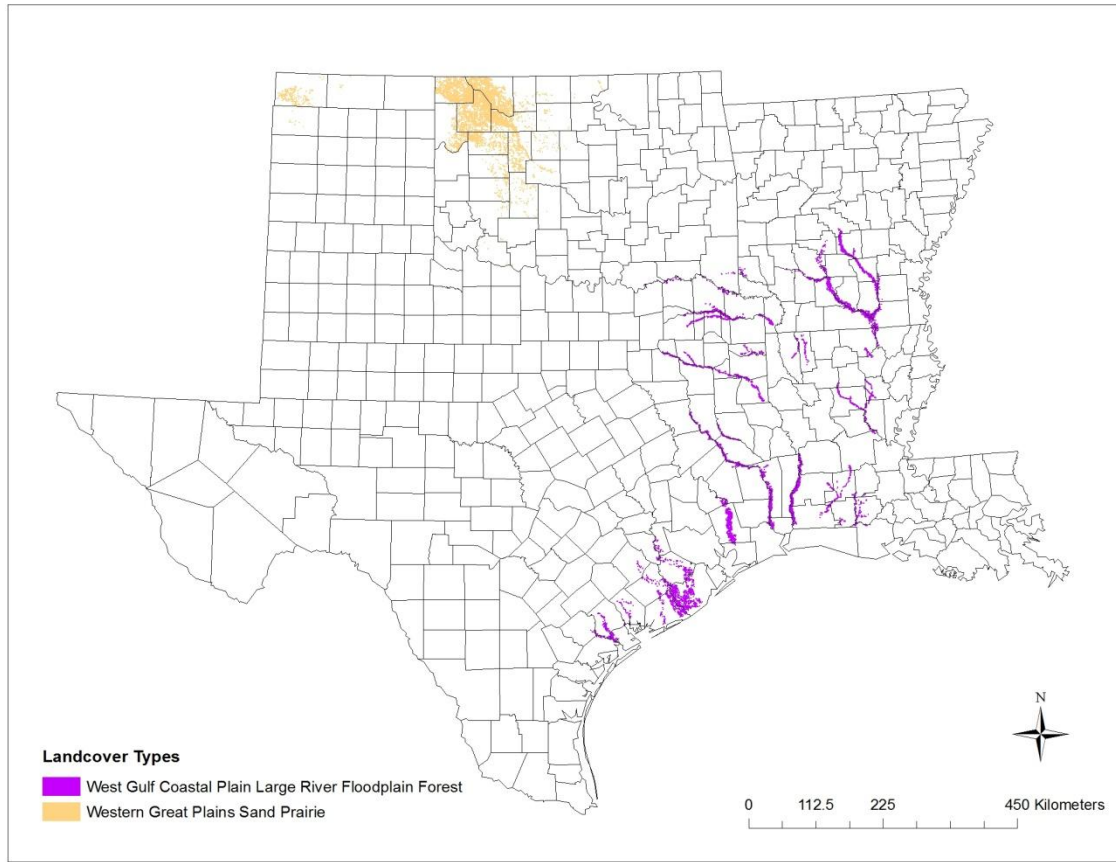 N
Landcover Types
West Gulf Coastal Plain Large River Floodplain Forest
Western Great Plains Sand Prairie
0 112.5 225 450 Kilometers